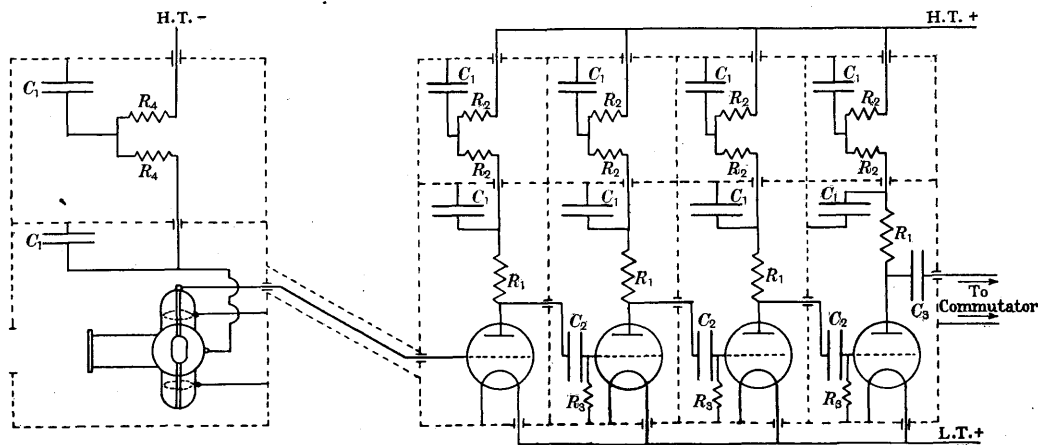 H.T. -
H.T. +
C₁
R₄
R₄
C₁
C₁
R₂
R₂
C₁
R₂
R₂
C₁
R₂
R₂
C₁
R₂
R₂
C₁
C₁
C₁
C₁
R₁
R₁
R₁
R₁
C₂
C₂
C₂
C₃
To
Commutator
R₃
R₃
R₃
L.T.+